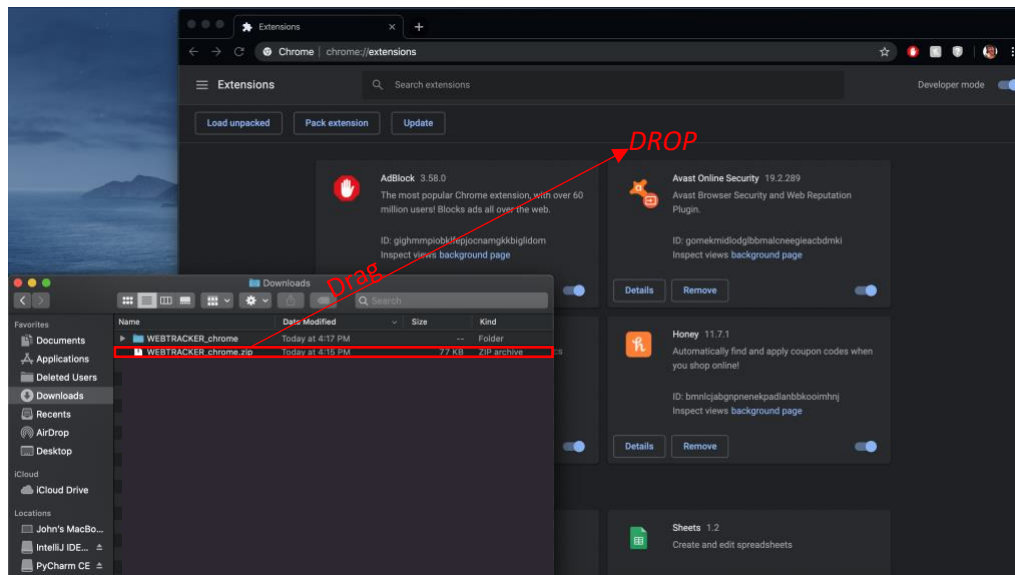 Extensions
Chrome | chrome://extensions
Extensions
Search extensions
Developer mode
Load unpacked
Pack extension
Update
DROP
AdBlock 3.58.0
The most popular Chrome extension, with over 60
million users! Blocks ads all over the web.
ID: gighmmpiobklfepjocnamgkkbiglidom
Inspect views background page
Avast Online Security 19.2.289
Avast Browser Security and Web Reputation
Plugin.
ID: gomekmidlodglbbmalcneegieacbdmki
Inspect views background page
Details
Remove
Drag
Downloads
Search
Favorites
Documents
Applications
Deleted Users
Downloads
Recents
AirDrop
Desktop
iCloud
iCloud Drive
Locations
John's MacBo...
IntelliJ IDE...
PyCharm CE
Name Date Modified Size Kind
WEBTRACKER_chrome Today at 4:17 PM -- Folder
WEBTRACKER_chrome.zip Today at 4:15 PM 77 KB ZIP archive
Honey 11.7.1
Automatically find and apply coupon codes when
you shop online!
ID: bmnlcjabgnpnenekpadlanbbkooimhnj
Inspect views background page
Details
Remove
Sheets 1.2
Create and edit spreadsheets